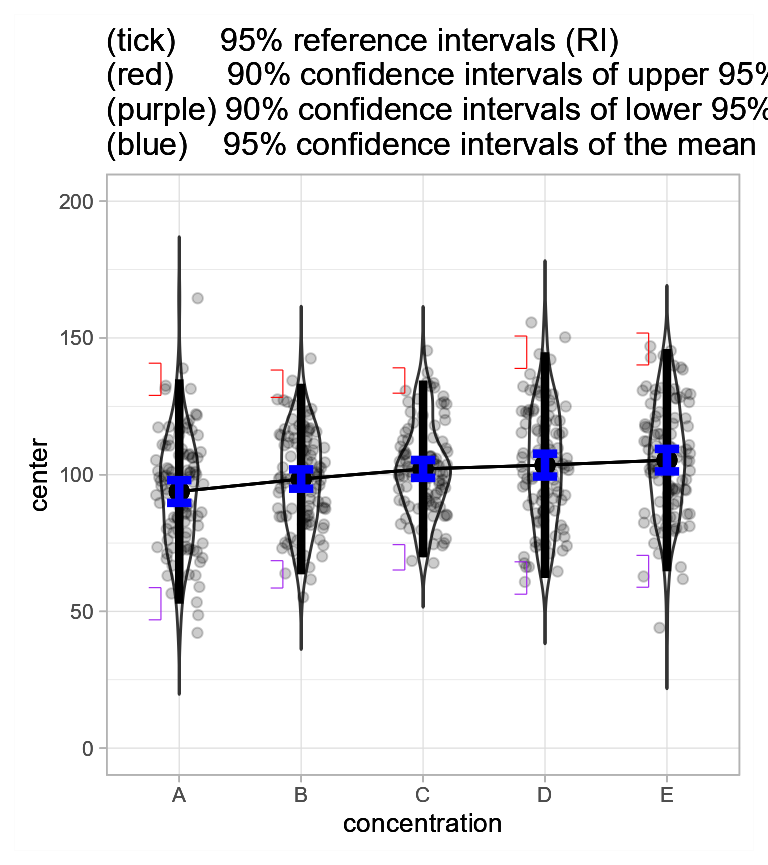 (tick) 95% reference intervals (RI)
(red) 90% confidence intervals of upper 95%
(purple) 90% confidence intervals of lower 95%
(blue) 95% confidence intervals of the mean
200
150
100
50
0
center
A B C D E
concentration